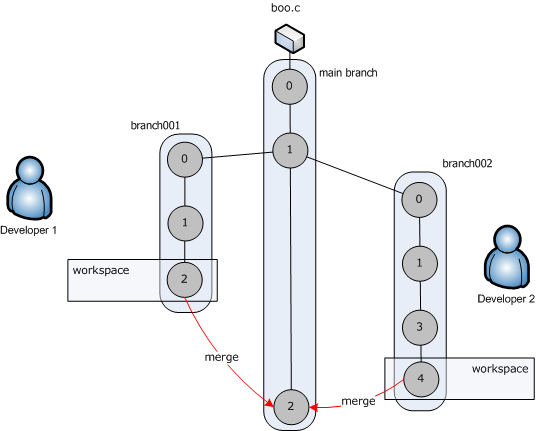 boo.c
main branch
0
1
2
branch001
0
1
2
workspace
Developer 1
merge
branch002
0
1
3
4
workspace
Developer 2
merge